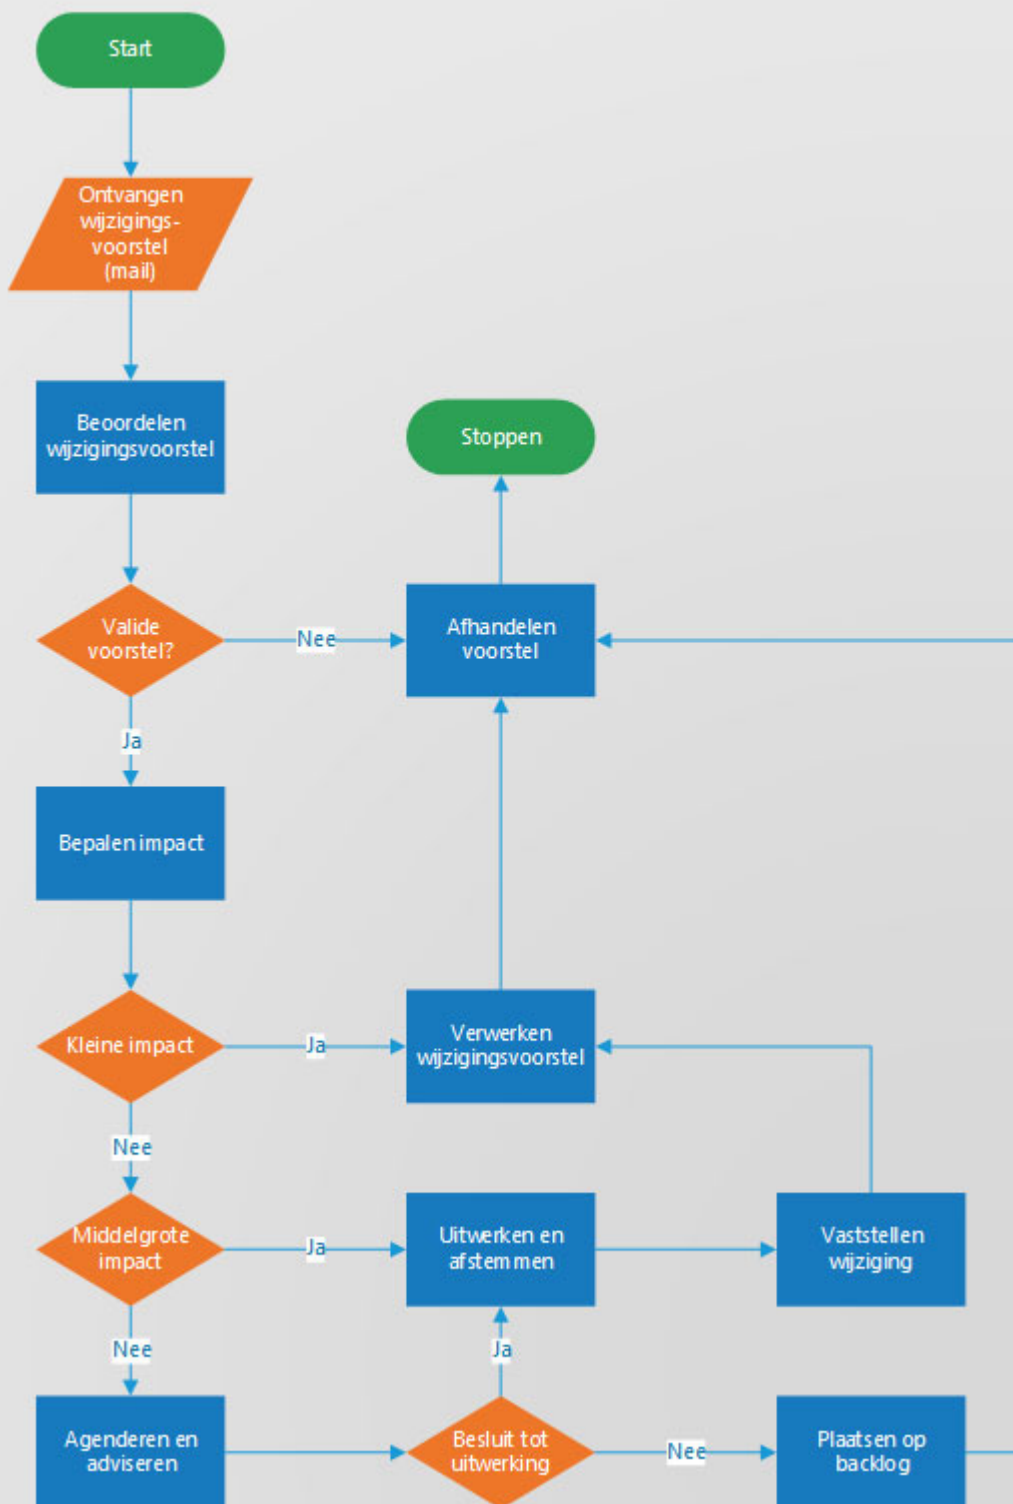 Start
Ontvangen
wijzigings-
voorstel
(mail)
Beoordelen
wijzigingsvoorstel
Stoppen
Valide
voorstel?
Nee
Afhandelen
voorstel
Ja
Bepalen impact
Kleine impact
Ja
Verwerken
wijzigingsvoorstel
Nee
Middelgrote
impact
Ja
Uitwerken en
afstemmen
Vaststellen
wijziging
Nee
Ja
Agenderen en
adviseren
Besluit tot
uitwerking
Nee
Plaatsen op
backlog